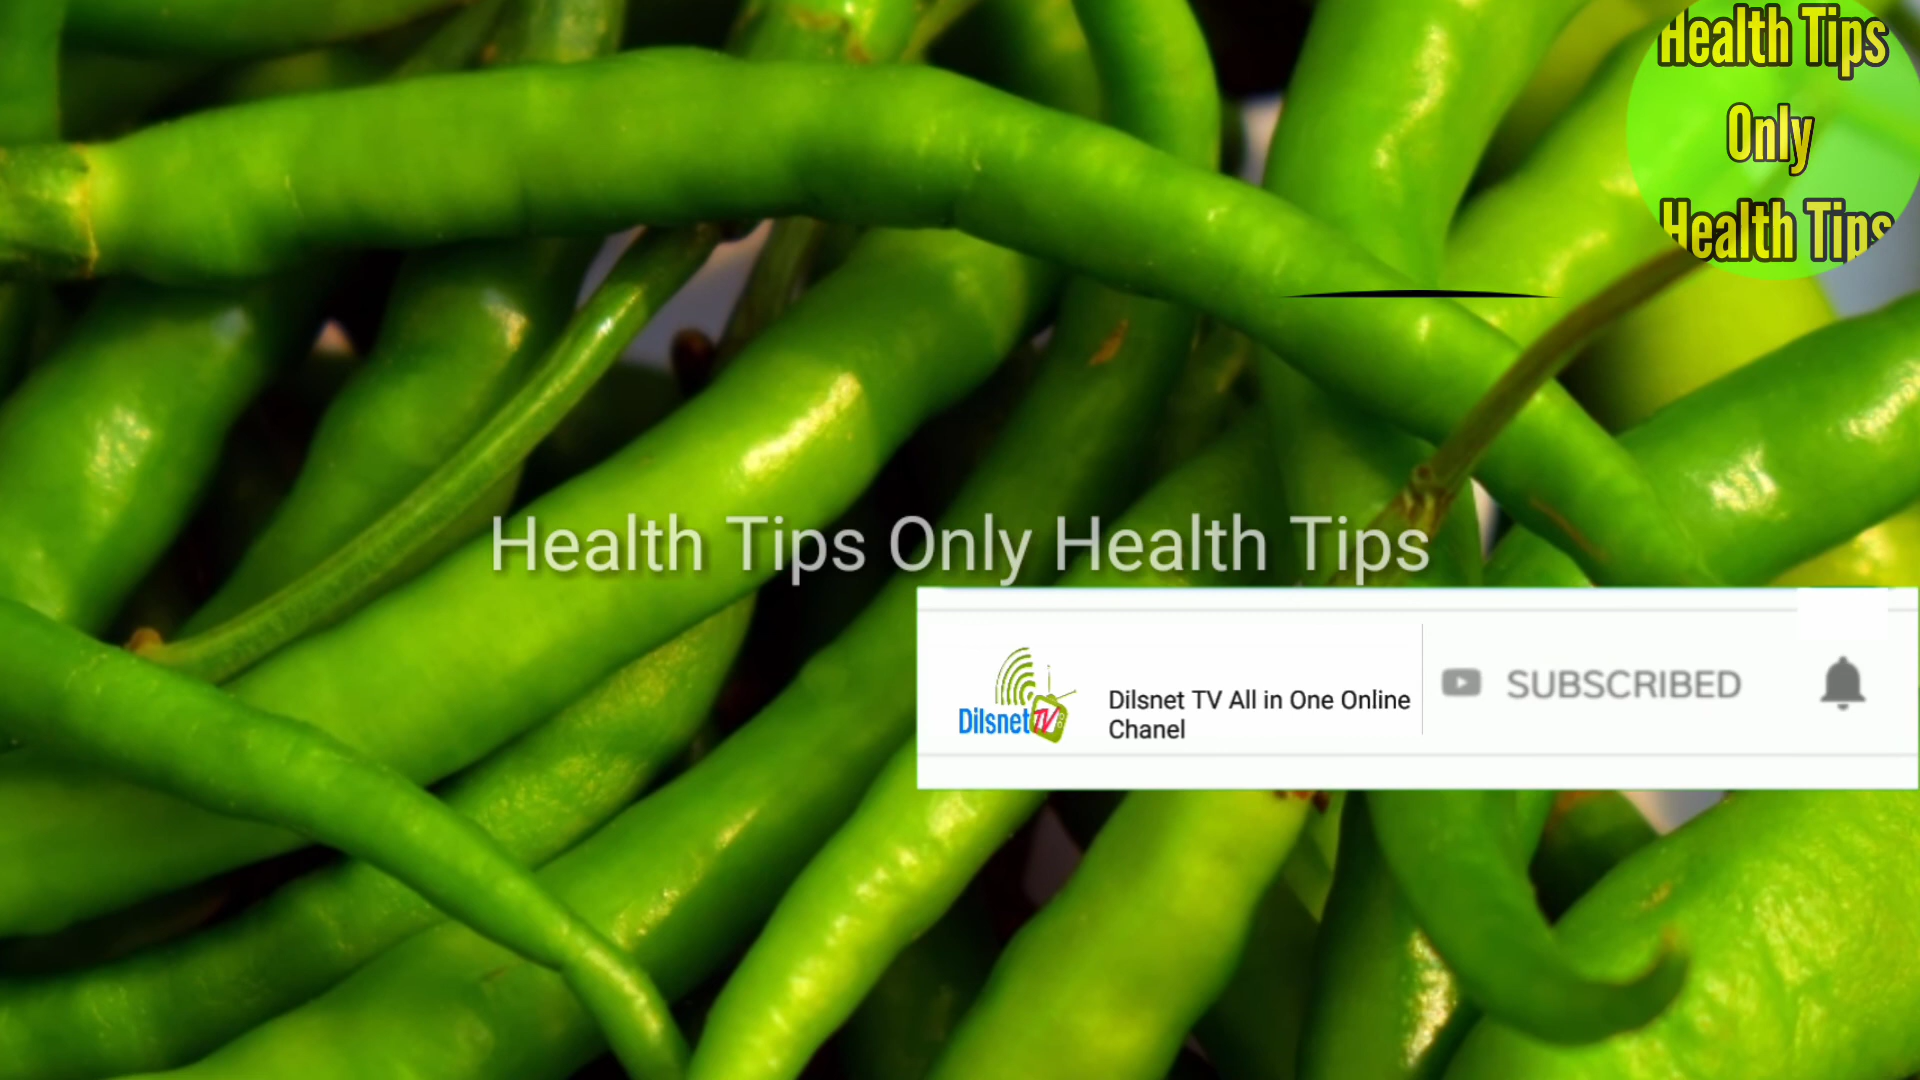 Health Tips
Only
Health Tips
Health Tips Only Health Tips
Dilsnet TV
Dilsnet TV All in One Online
Chanel
SUBSCRIBED